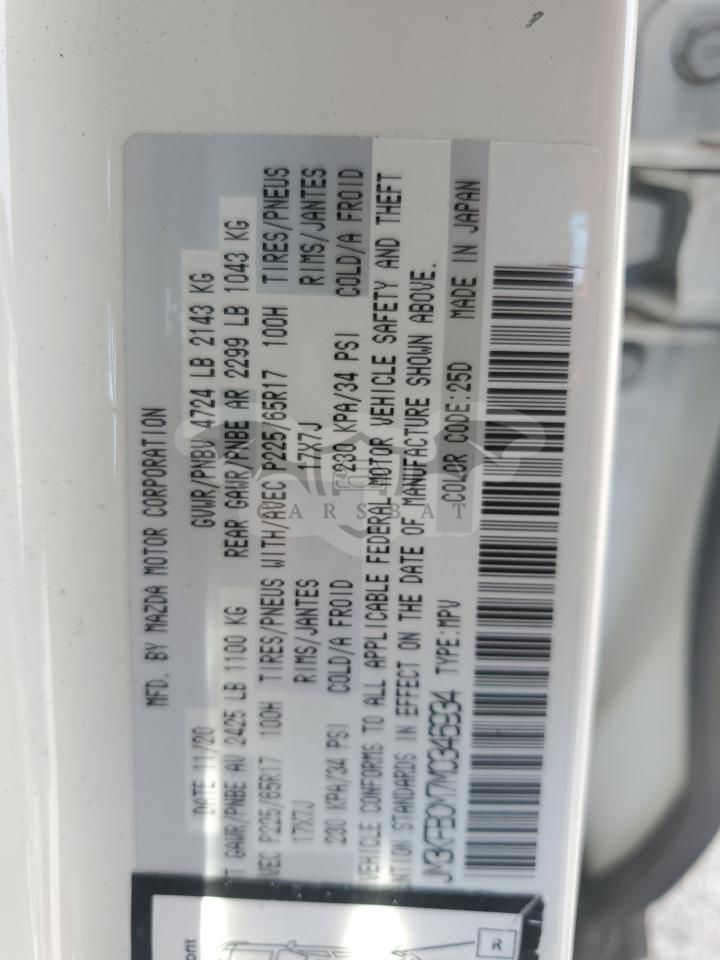 MFD. BY MAZDA MOTOR CORPORATION
DATE 11/20 GVWR/PNBV 4724 LB 2143 KG
GAWR/PNBE AV 2425 LB 1100 KG REAR GAWR/PNBE AR 2299 LB 1043 KG
AVEC P225/65R17 100H TIRES/PNEUS WITH/AVEC P225/65R17 100H TIRES/PNEUS
17X7J RIMS/JANTES 17X7J RIMS/JANTES
230 KPA/34 PSI COLD/A FROID 230 KPA/34 PSI COLD/A FROID
VEHICLE CONFORMS TO ALL APPLICABLE FEDERAL MOTOR VEHICLE SAFETY AND THEFT
STANDARDS IN EFFECT ON THE DATE OF MANUFACTURE SHOWN ABOVE.
JM3KFBCM7M0346934 TYPE:MPV COLOR CODE:25D MADE IN JAPAN
CARSBAT
R